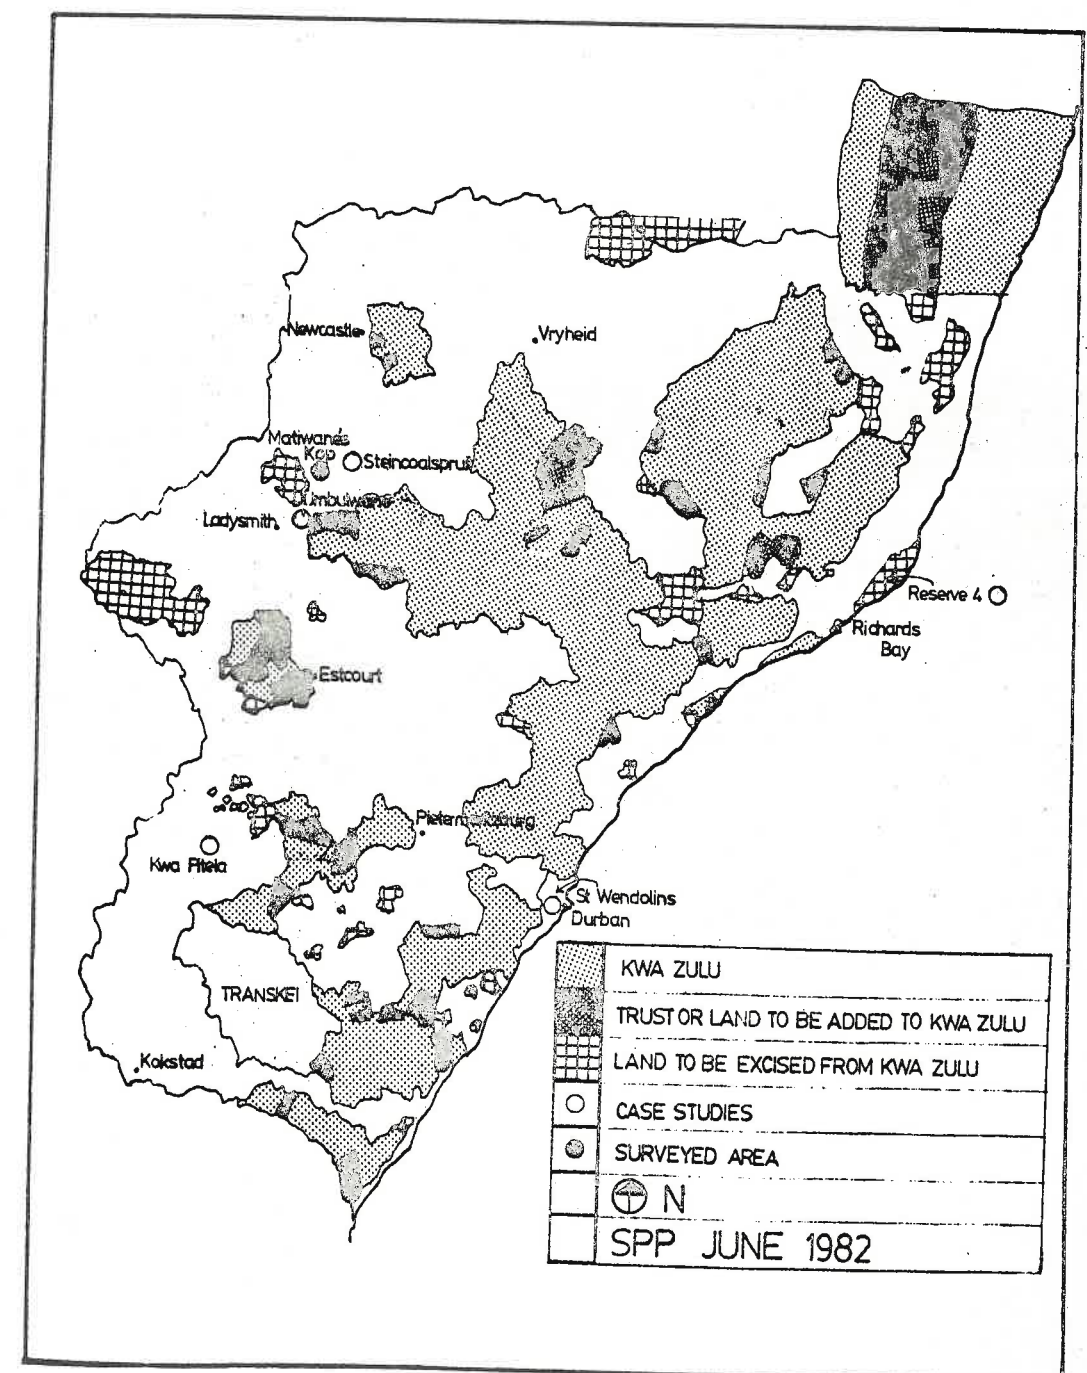 Newcastle
Vryheid
Matiwane's
Kop
Steincoalspruit
Umbulwane
Ladysmith
Reserve 4
Richards
Bay
Estcourt
Pietermaritzburg
Kwa Pitela
St Wendolins
Durban
TRANSKEI
Kokstad
KWA ZULU
TRUST OR LAND TO BE ADDED TO KWA ZULU
LAND TO BE EXCISED FROM KWA ZULU
CASE STUDIES
SURVEYED AREA
N
SPP JUNE 1982